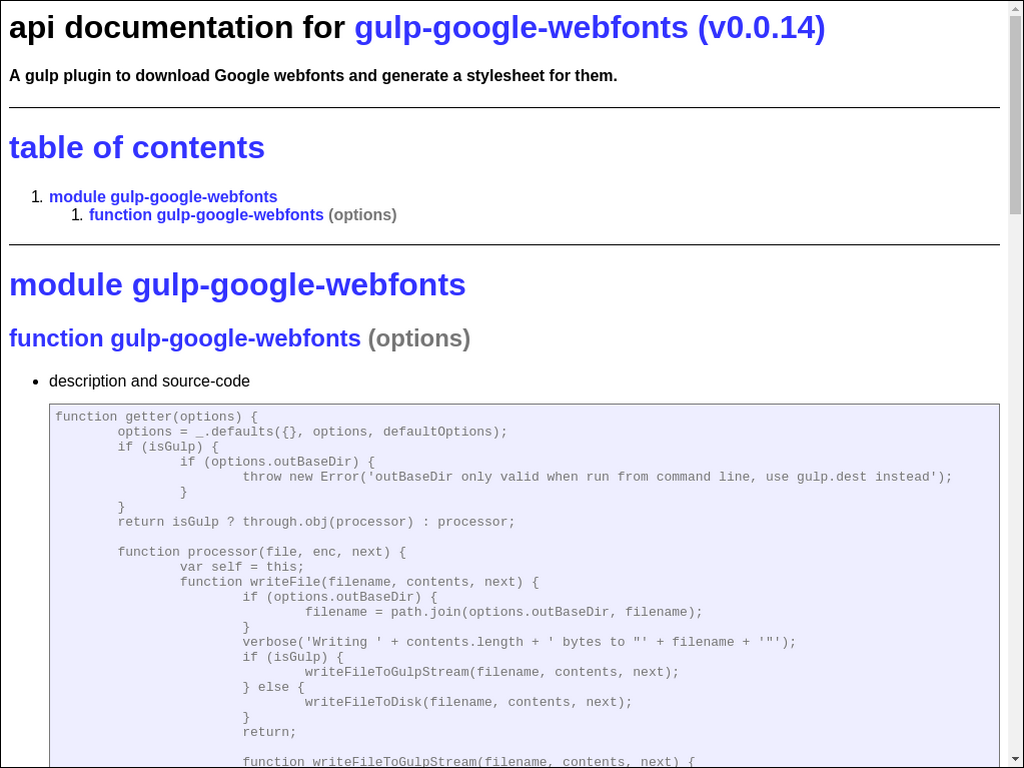 api documentation for gulp-google-webfonts (v0.0.14)
A gulp plugin to download Google webfonts and generate a stylesheet for them.
table of contents
1. module gulp-google-webfonts
1. function gulp-google-webfonts (options)
module gulp-google-webfonts
function gulp-google-webfonts (options)
• description and source-code
function getter(options) {
        options = _.defaults({}, options, defaultOptions);
        if (isGulp) {
                if (options.outBaseDir) {
                        throw new Error('outBaseDir only valid when run from command line, use gulp.dest instead');
                }
        }
        return isGulp ? through.obj(processor) : processor;

        function processor(file, enc, next) {
                var self = this;
                function writeFile(filename, contents, next) {
                        if (options.outBaseDir) {
                                filename = path.join(options.outBaseDir, filename);
                        }
                        verbose('Writing ' + contents.length + ' bytes to "' + filename + '"');
                        if (isGulp) {
                                writeFileToGulpStream(filename, contents, next);
                        } else {
                                writeFileToDisk(filename, contents, next);
                        }
                        return;

                        function writeFileToGulpStream(filename, contents, next) {